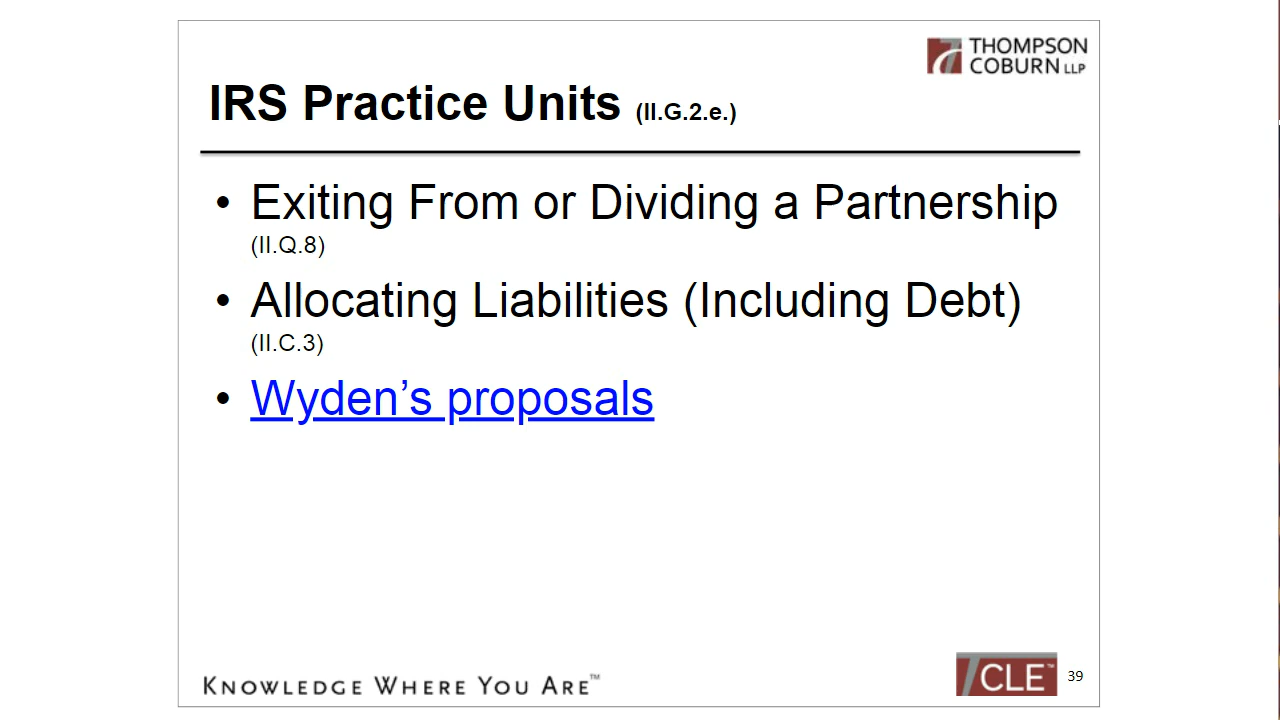 THOMPSON
COBURN LLP
IRS Practice Units (II.G.2.e.)
• Exiting From or Dividing a Partnership
(II.Q.8)
• Allocating Liabilities (Including Debt)
(II.C.3)
• Wyden’s proposals
KNOWLEDGE WHERE YOU ARE™
CLE™
39